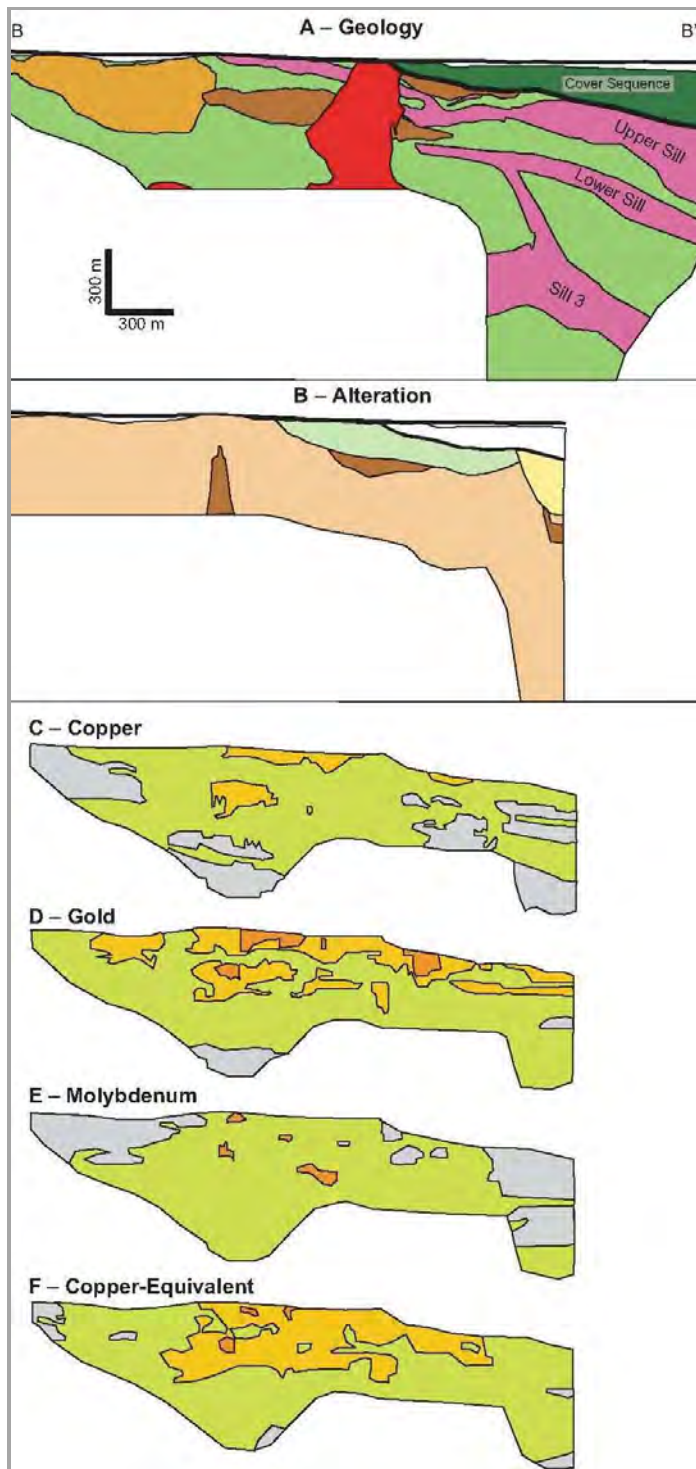 B
A – Geology
B'
Cover Sequence
Upper Sill
Lower Sill
Sill 3
300 m
300 m
B – Alteration
C – Copper
D – Gold
E – Molybdenum
F – Copper-Equivalent